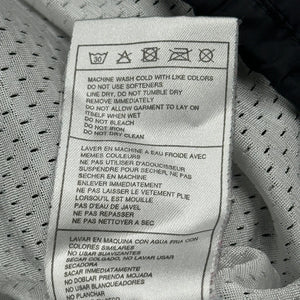 30
MACHINE WASH COLD WITH LIKE COLORS
DO NOT USE SOFTENERS
LINE DRY, DO NOT TUMBLE DRY
REMOVE IMMEDIATELY
DO NOT ALLOW GARMENT TO LAY ON
ITSELF WHEN WET
DO NOT BLEACH
DO NOT IRON
DO NOT DRY CLEAN
LAVER EN MACHINE A EAU FROIDE AVEC
MEMES COULEURS
NE PAS UTILISER D'ADOUCISSEUR
SUSPENDRE POUR SECHER, NE PAS
SECHER EN MACHINE
ENLEVER IMMEDIATEMENT
NE PAS LAISSER LE VETEMENT PLIE
LORSQU'IL EST MOUILLE
PAS D'EAU DE JAVEL
NE PAS REPASSER
NE PAS NETTOYER A SEC
LAVAR EN MAQUINA CON AGUA FRIA CON
COLORES SIMILARES
NO USAR SUAVIZANTES
SECAR COLGADO, NO LAVAR EN
SECADORA
NO DOBLAR PRENDA MOJADA
NO USAR BLANQUEADORES
NO PLANCHAR